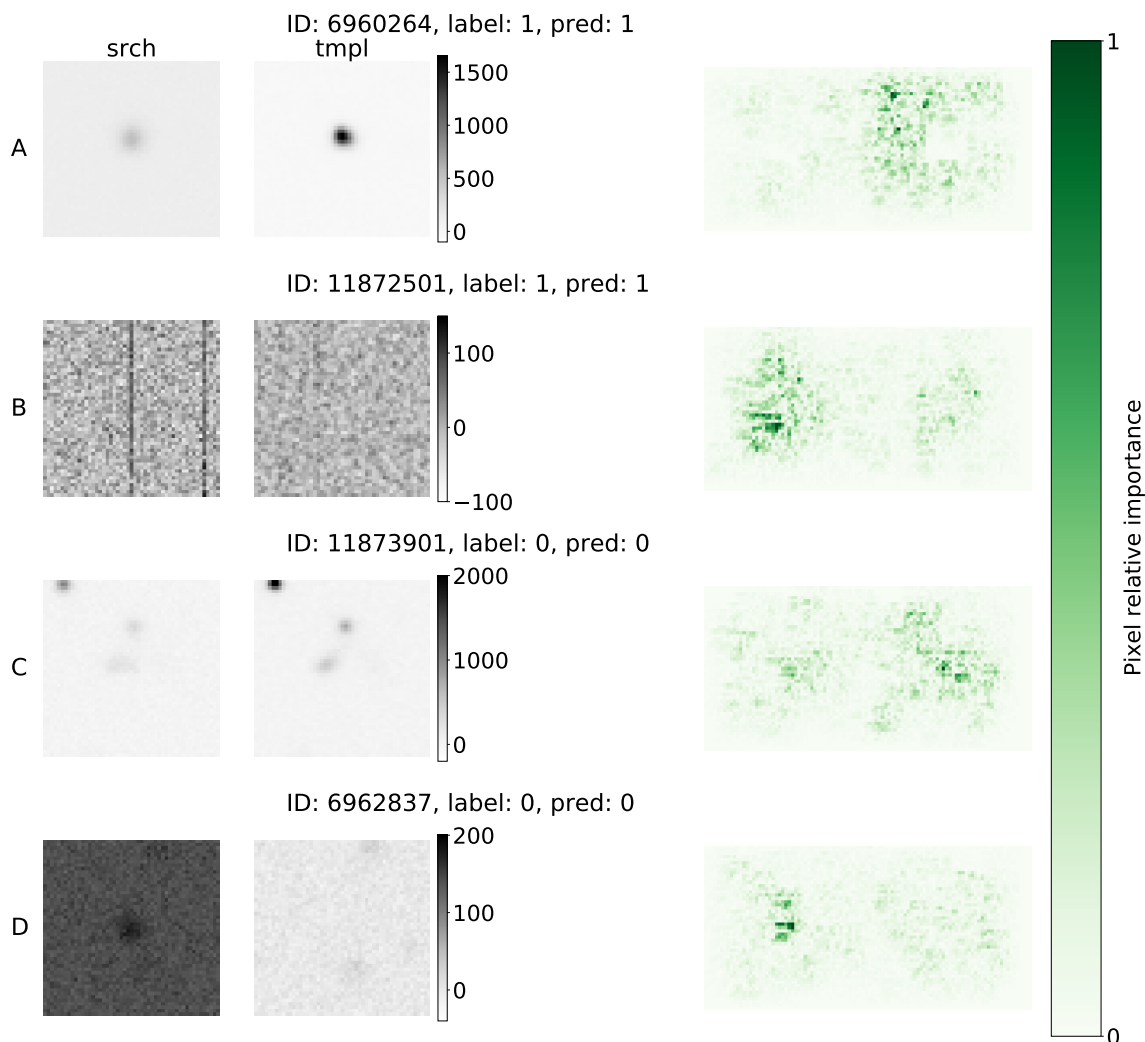 ID: 6960264, label: 1, pred: 1
srch
tmpl
A
1500
1000
500
0
ID: 11872501, label: 1, pred: 1
B
100
0
−100
ID: 11873901, label: 0, pred: 0
C
2000
1000
0
ID: 6962837, label: 0, pred: 0
D
200
100
0
1
0
Pixel relative importance